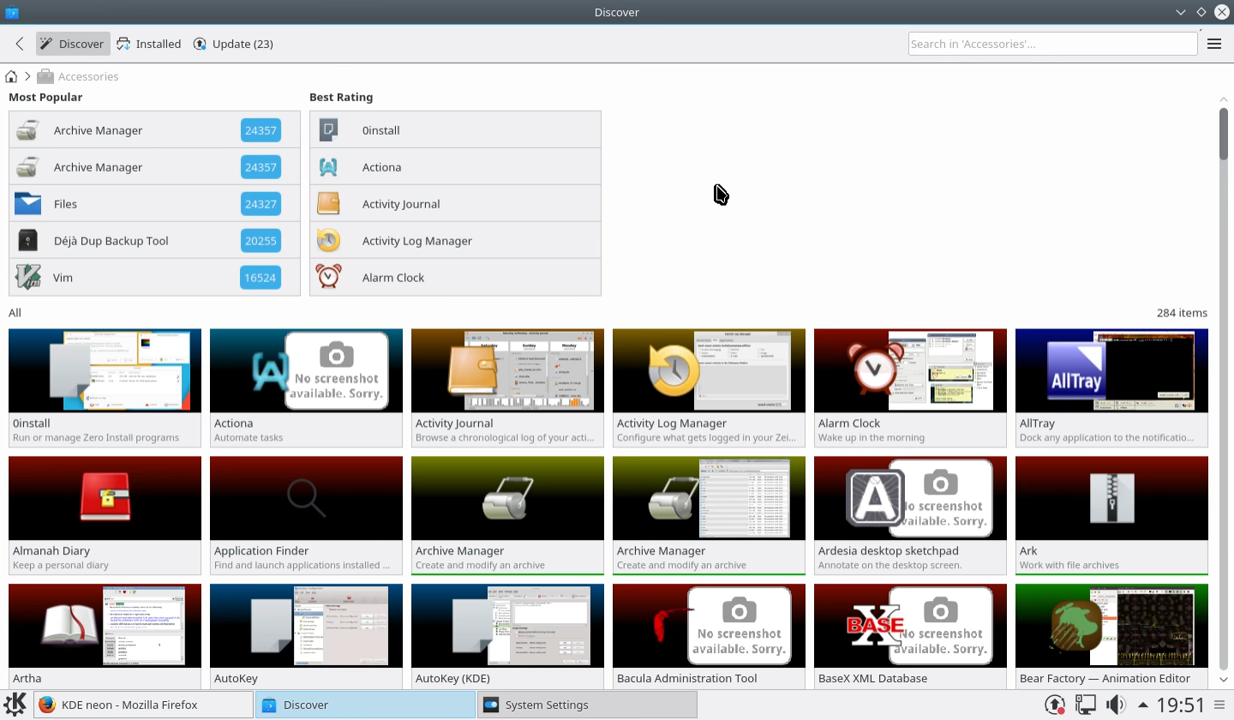 Discover
Discover
Installed
Update (23)
Search in 'Accessories'...
Accessories
Most Popular
Best Rating
Archive Manager 24357
0install
Archive Manager 24357
Actiona
Files 24327
Activity Journal
Déjà Dup Backup Tool 20255
Activity Log Manager
Vim 16524
Alarm Clock
All
284 items
No screenshot
available. Sorry.
AllTray
0install
Run or manage Zero Install programs
Actiona
Automate tasks
Activity Journal
Browse a chronological log of your acti...
Activity Log Manager
Configure what gets logged in your Zei...
Alarm Clock
Wake up in the morning
AllTray
Dock any application to the notificatio...
A
No screenshot
available. Sorry.
Almanah Diary
Keep a personal diary
Application Finder
Find and launch applications installed ...
Archive Manager
Create and modify an archive
Archive Manager
Create and modify an archive
Ardesia desktop sketchpad
Annotate on the desktop screen.
Ark
Work with file archives
No screenshot
available. Sorry.
BASE
X
No screenshot
available. Sorry.
Artha
AutoKey
AutoKey (KDE)
Bacula Administration Tool
BaseX XML Database
Bear Factory — Animation Editor
KDE neon - Mozilla Firefox
Discover
System Settings
19:51